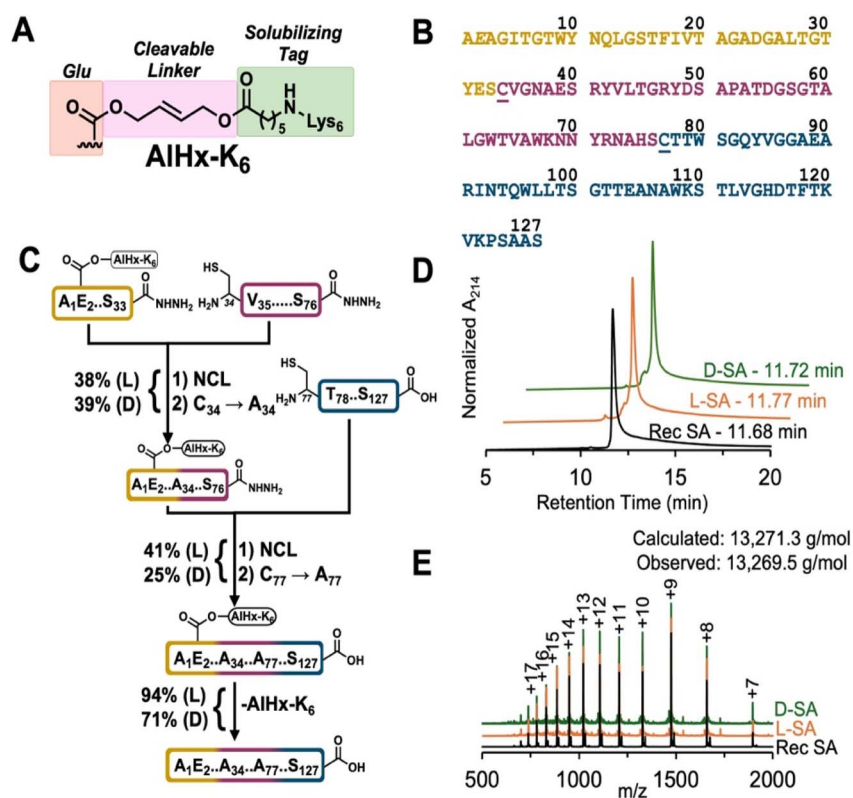 A
Glu
Cleavable
Linker
Solubilizing
Tag
O
O
O
O
H
N
5
Lys6
AlHx-K6
B
10 20 30
AEAGITGTWY NQLGSTFIVT AGADGALTGT
40 50 60
YESCVGNAES RYVLTGRYDS APATDGSGTA
70 80 90
LGWTVAWKNN YRNAHSCTTW SGQYVGGAEA
100 110 120
RINTQWLLTS GTTEANAWKS TLVGHDTFTK
127
VKPSAAS
C
O O AlHx-K6
A1E2..S33
O
NHNH2
HS
H2N 34
V35.....S76
O
NHNH2
38% (L)
39% (D)
1) NCL
2) C34 → A34
HS
H2N 77
T78..S127
O
OH
O O AlHx-K6
A1E2..A34..S76
O
NHNH2
41% (L)
25% (D)
1) NCL
2) C77 → A77
O O AlHx-K6
A1E2..A34..A77..S127
O
OH
94% (L)
71% (D)
-AlHx-K6
A1E2..A34..A77..S127
O
OH
D
Normalized A214
D-SA - 11.72 min
L-SA - 11.77 min
Rec SA - 11.68 min
5 10 15 20
Retention Time (min)
E
Calculated: 13,271.3 g/mol
Observed: 13,269.5 g/mol
+17
+16
+15
+14
+13
+12
+11
+10
+9
+8
+7
D-SA
L-SA
Rec SA
500 1000 1500 2000
m/z